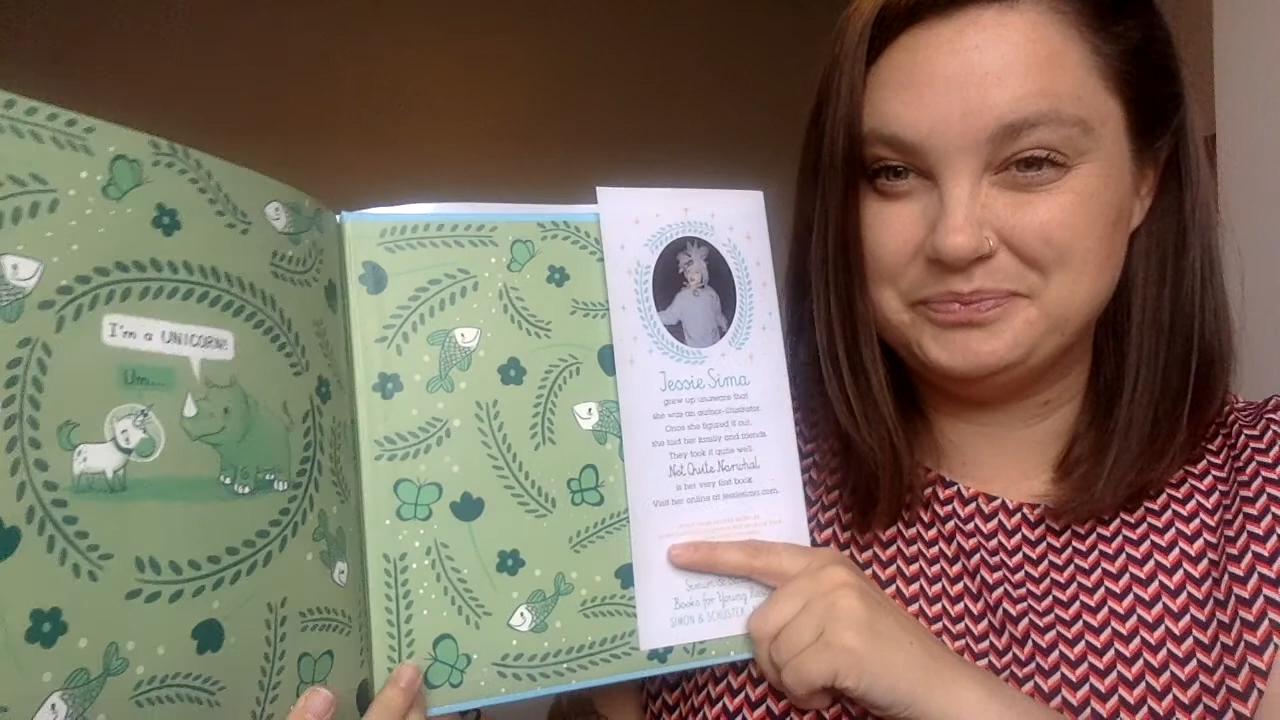 I'm a UNICORN!
Um...
Jessie Sima
grew up unaware that
she was an author-illustrator.
Once she figured it out,
she told her family and friends.
They took it quite well.
Not Quite Narwhal
is her very first book.
Visit her online at jessiesima.com.
Simon &
Books for Young
SIMON & SCHUSTER